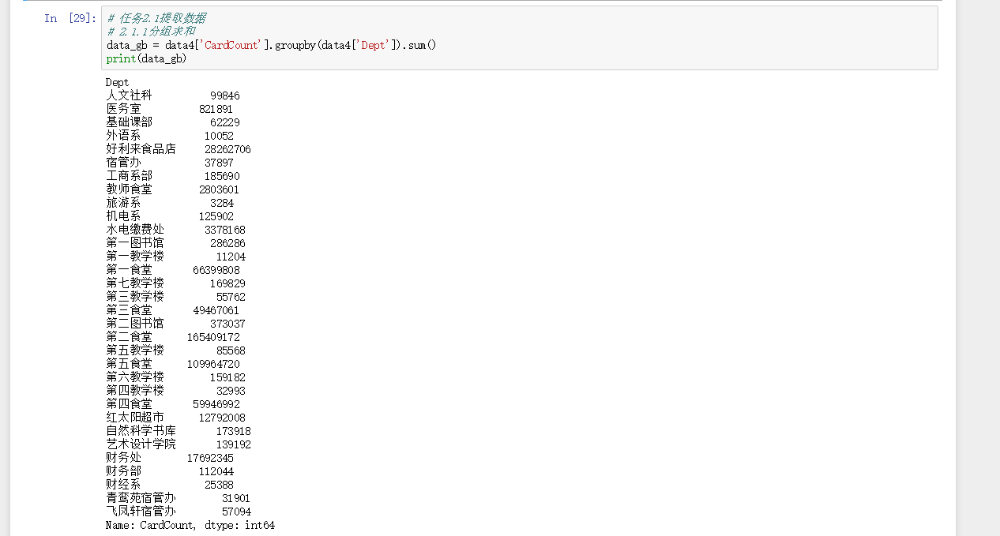 In [29]:
# 任务2.1提取数据
# 2.1.1分组求和
data_gb = data4['CardCount'].groupby(data4['Dept']).sum()
print(data_gb)
Dept
人文社科 99846
医务室 821891
基础课部 62229
外语系 10052
好利来食品店 28262706
宿管办 37897
工商系部 185690
教师食堂 2803601
旅游系 3284
机电系 125902
水电缴费处 3378168
第一图书馆 286286
第一教学楼 11204
第一食堂 66399808
第七教学楼 169829
第三教学楼 55762
第三食堂 49467061
第二图书馆 373037
第二食堂 165409172
第五教学楼 85568
第五食堂 109964720
第六教学楼 159182
第四教学楼 32993
第四食堂 59946992
红太阳超市 12792008
自然科学书库 173918
艺术设计学院 139192
财务处 17692345
财务部 112044
财经系 25388
青鸾苑宿管办 31901
飞凤轩宿管办 57094
Name: CardCount, dtype: int64